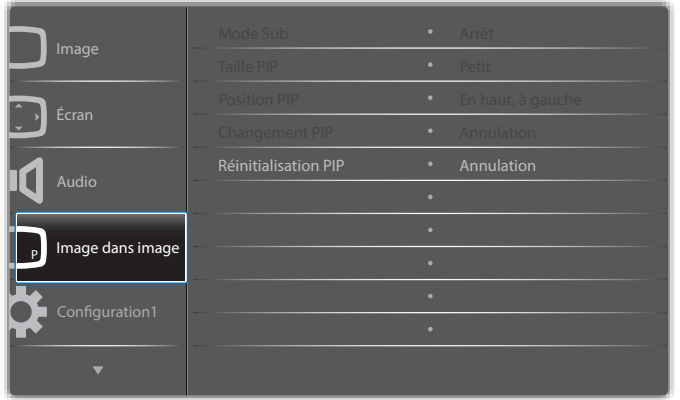 Image
Écran
Audio
P
Image dans image
Configuration1
Mode Sub • Arrêt
Taille PIP • Petit
Position PIP • En haut, à gauche
Changement PIP • Annulation
Réinitialisation PIP • Annulation